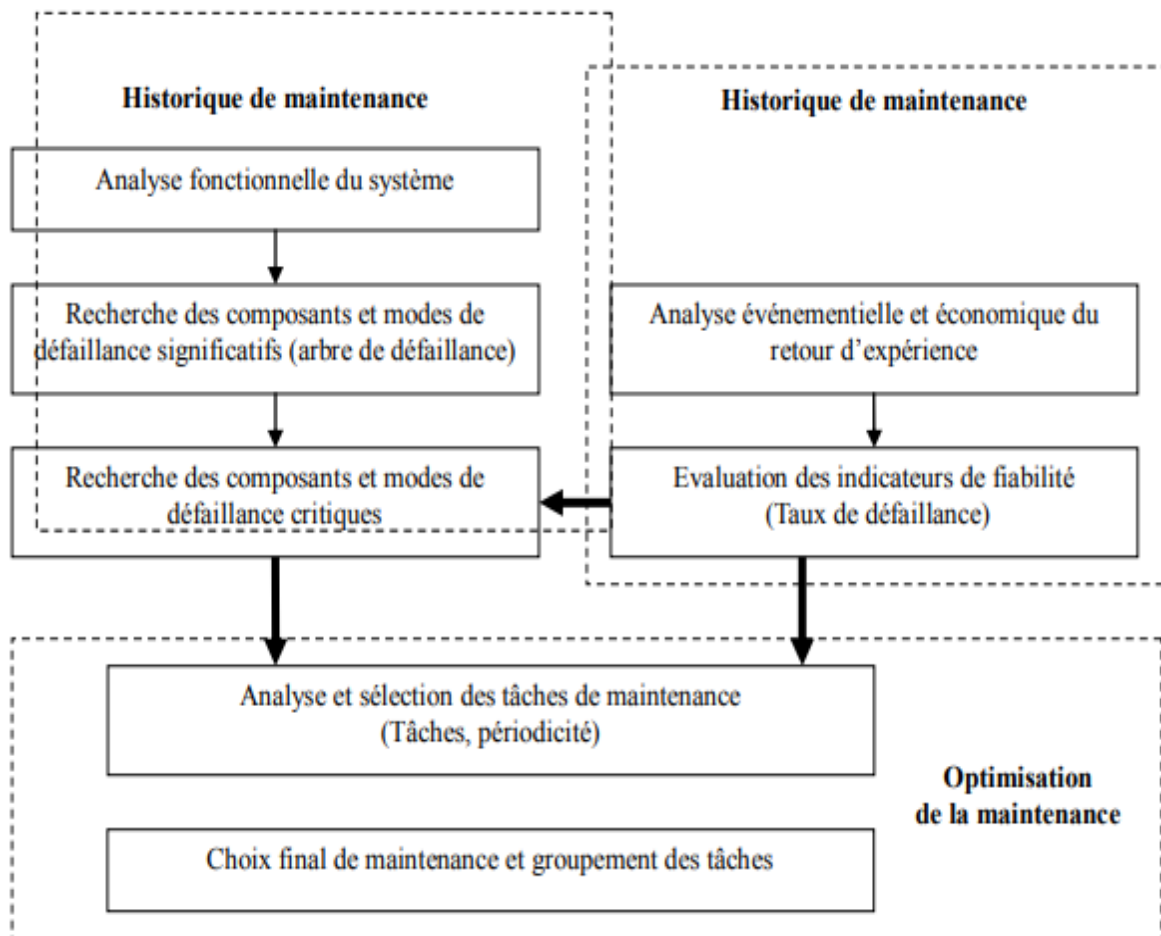 Historique de maintenance
Analyse fonctionnelle du système
Recherche des composants et modes de
défaillance significatifs (arbre de défaillance)
Recherche des composants et modes de
défaillance critiques
Historique de maintenance
Analyse événementielle et économique du
retour d’expérience
Evaluation des indicateurs de fiabilité
(Taux de défaillance)
Analyse et sélection des tâches de maintenance
(Tâches, périodicité)
Choix final de maintenance et groupement des tâches
Optimisation
de la maintenance